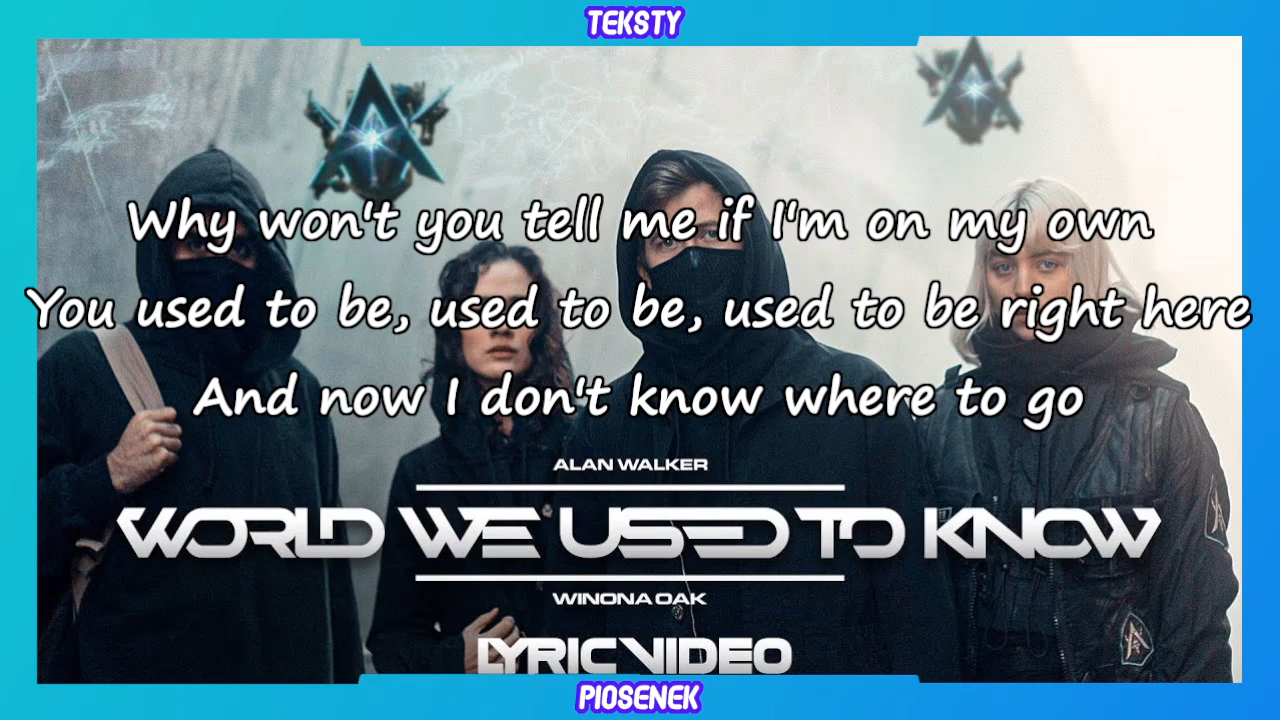 TEKSTY
Why won't you tell me if I'm on my own
You used to be, used to be, used to be right here
And now I don't know where to go
ALAN WALKER
WORLD WE USED TO KNOW
WINONA OAK
LYRIC VIDEO
PIOSENEK